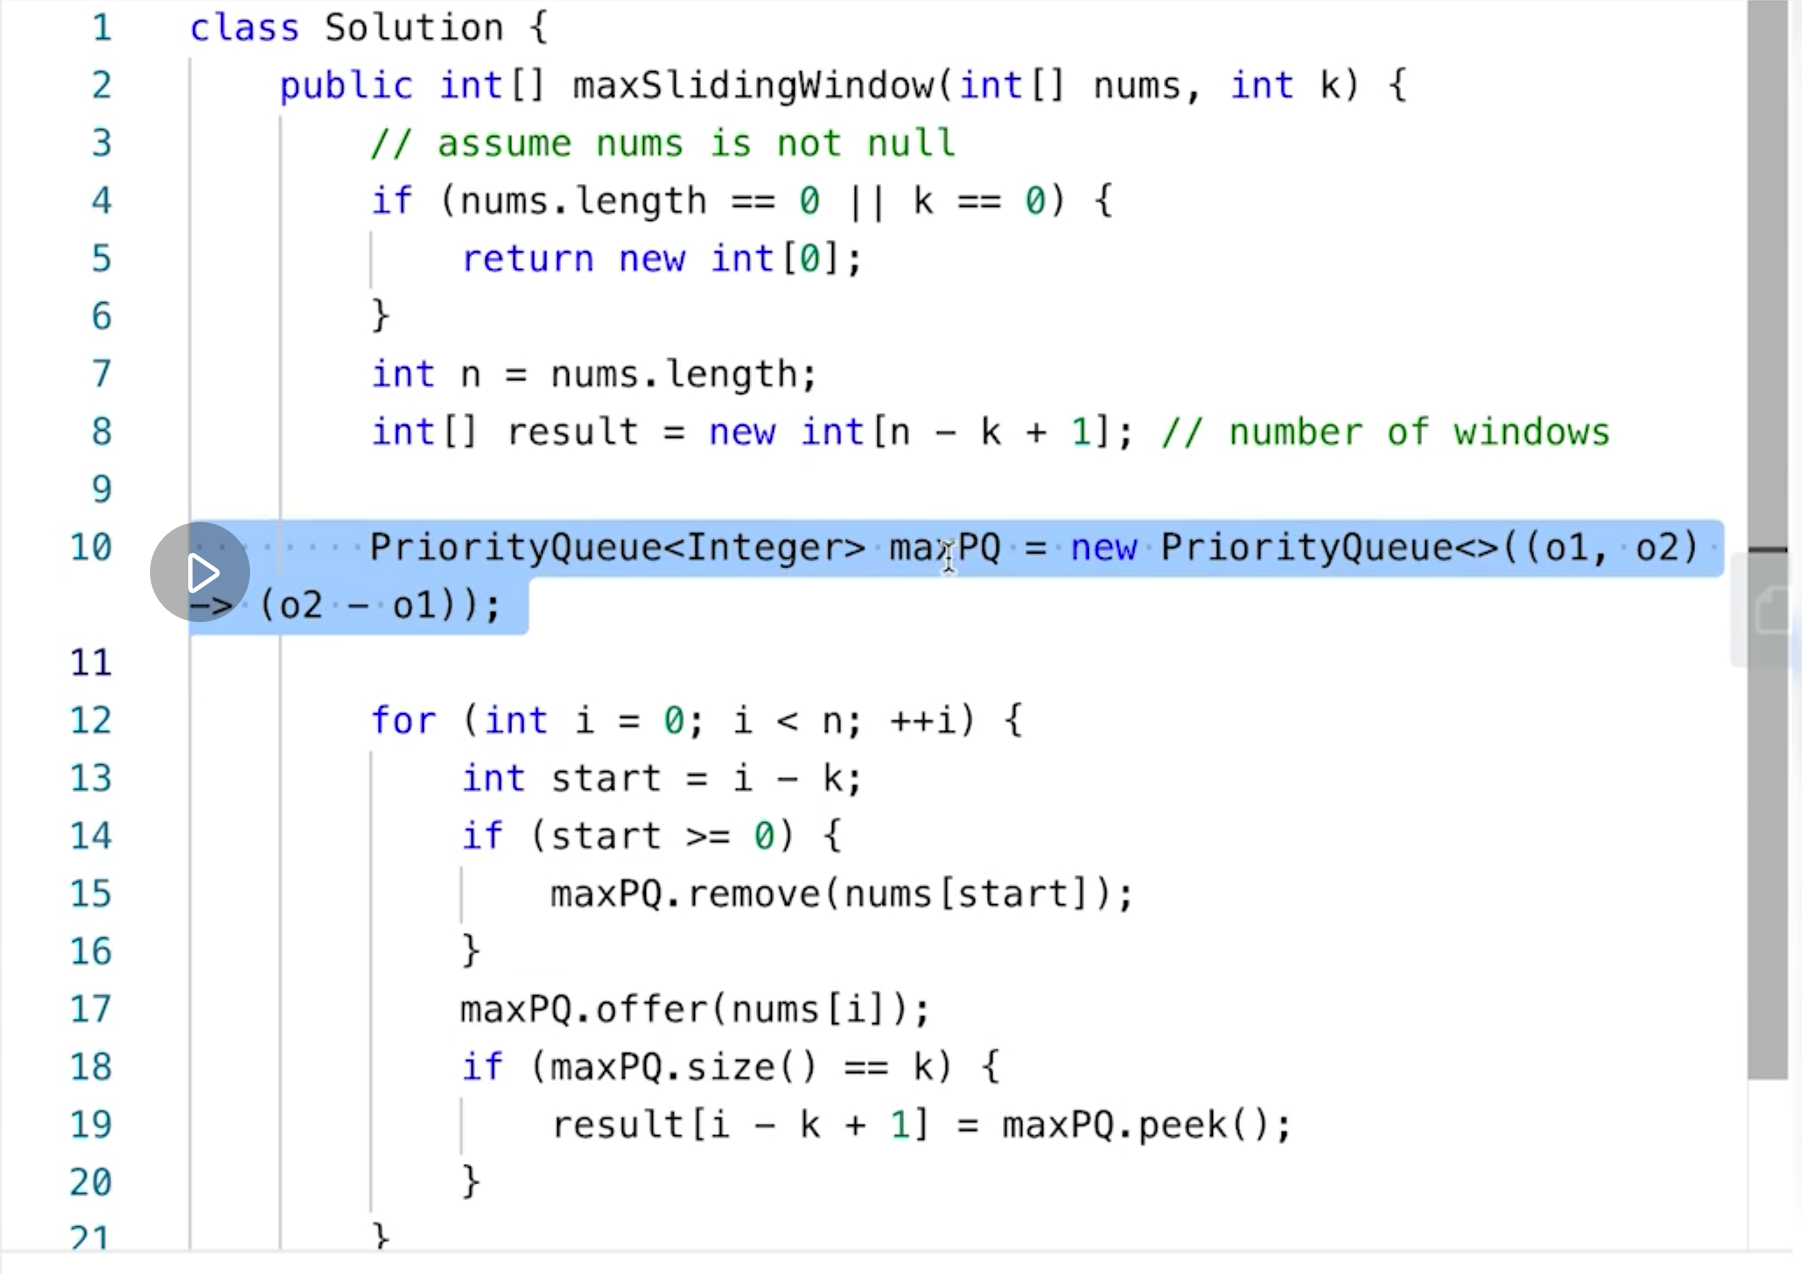 1 class Solution {
2 public int[] maxSlidingWindow(int[] nums, int k) {
3 // assume nums is not null
4 if (nums.length == 0 || k == 0) {
5 return new int[0];
6 }
7 int n = nums.length;
8 int[] result = new int[n - k + 1]; // number of windows
9
10 PriorityQueue<Integer> maxPQ = new PriorityQueue<>((o1, o2)
-> (o2 - o1));
11
12 for (int i = 0; i < n; ++i) {
13 int start = i - k;
14 if (start >= 0) {
15 maxPQ.remove(nums[start]);
16 }
17 maxPQ.offer(nums[i]);
18 if (maxPQ.size() == k) {
19 result[i - k + 1] = maxPQ.peek();
20 }
21 }